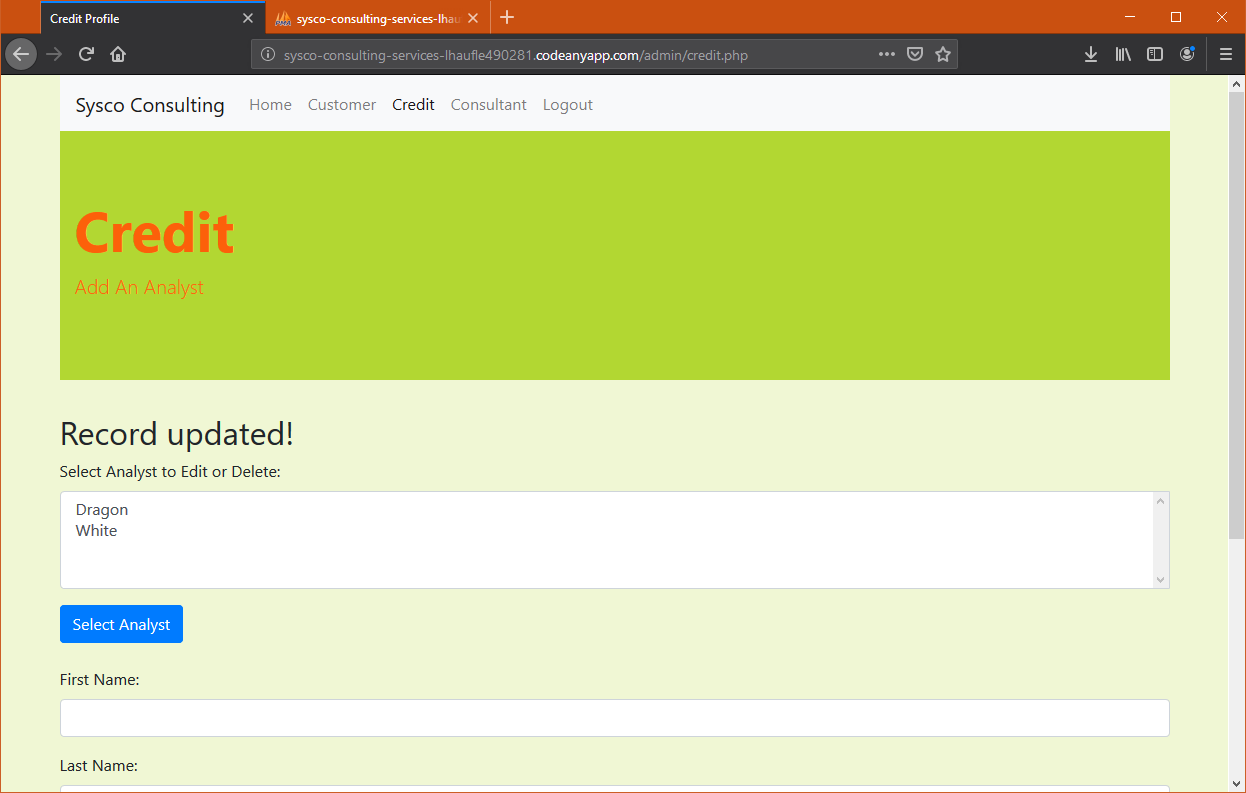 Credit Profile
sysco-consulting-services-lhau
sysco-consulting-services-lhaufle490281.codeanyapp.com/admin/credit.php
Sysco Consulting Home Customer Credit Consultant Logout
Credit
Add An Analyst
Record updated!
Select Analyst to Edit or Delete:
Dragon
White
Select Analyst
First Name:
Last Name: